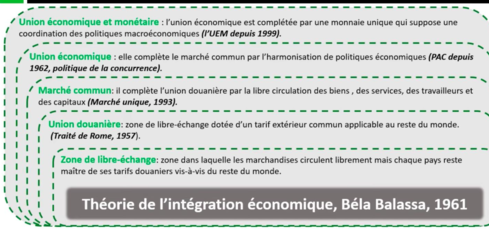 Union économique et monétaire : l'union économique est complétée par une monnaie unique qui suppose une
coordination des politiques macroéconomiques (l'UEM depuis 1999).
Union économique : elle complète le marché commun par l'harmonisation de politiques économiques (PAC depuis
1962, politique de la concurrence).
Marché commun: il complète l'union douanière par la libre circulation des biens , des services, des travailleurs et
des capitaux (Marché unique, 1993).
Union douanière: zone de libre-échange dotée d'un tarif extérieur commun applicable au reste du monde.
(Traité de Rome, 1957).
Zone de libre-échange: zone dans laquelle les marchandises circulent librement mais chaque pays reste
maître de ses tarifs douaniers vis-à-vis du reste du monde.
Théorie de l'intégration économique, Béla Balassa, 1961